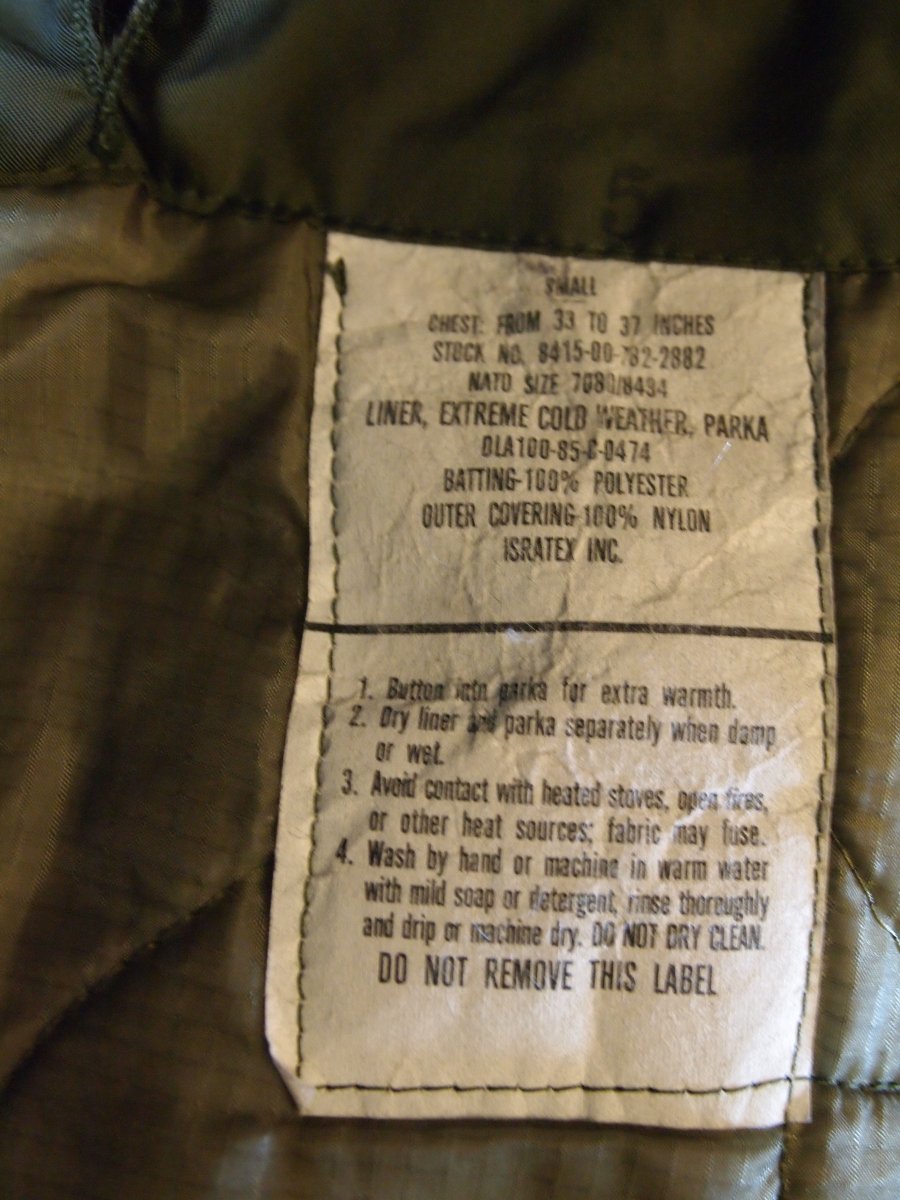 S
SMALL
CHEST: FROM 33 TO 37 INCHES
STOCK NO. 8415-00-782-2882
NATO SIZE 7080/8494
LINER, EXTREME COLD WEATHER, PARKA
DLA100-85-C-0474
BATTING-100% POLYESTER
OUTER COVERING-100% NYLON
ISRATEX INC.
1. Button into parka for extra warmth.
2. Dry liner and parka separately when damp
or wet.
3. Avoid contact with heated stoves, open fires,
or other heat sources; fabric may fuse.
4. Wash by hand or machine in warm water
with mild soap or detergent, rinse thoroughly
and drip or machine dry. DO NOT DRY CLEAN.
DO NOT REMOVE THIS LABEL